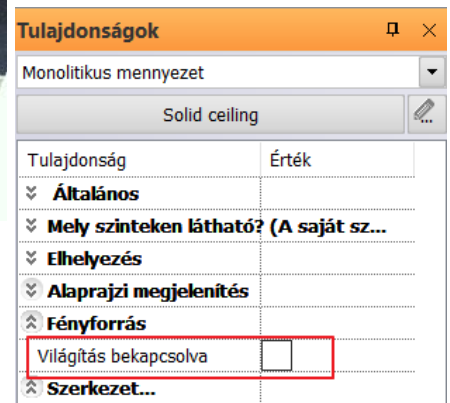 Tulajdonságok
Monolitikus mennyezet
Solid ceiling
Tulajdonság Érték
Általános
Mely szinteken látható? (A saját sz...
Elhelyezés
Alaprajzi megjelenítés
Fényforrás
Világítás bekapcsolva
Szerkezet...